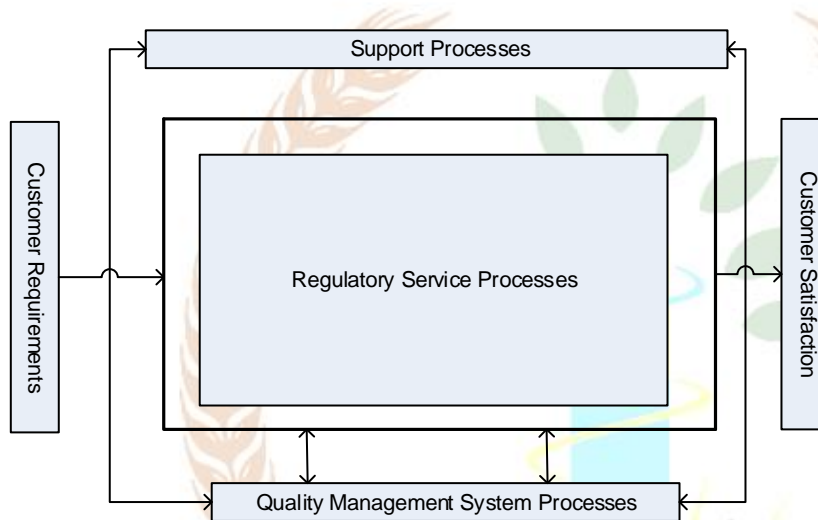 Support Processes
Customer Requirements
Regulatory Service Processes
Customer Satisfaction
Quality Management System Processes